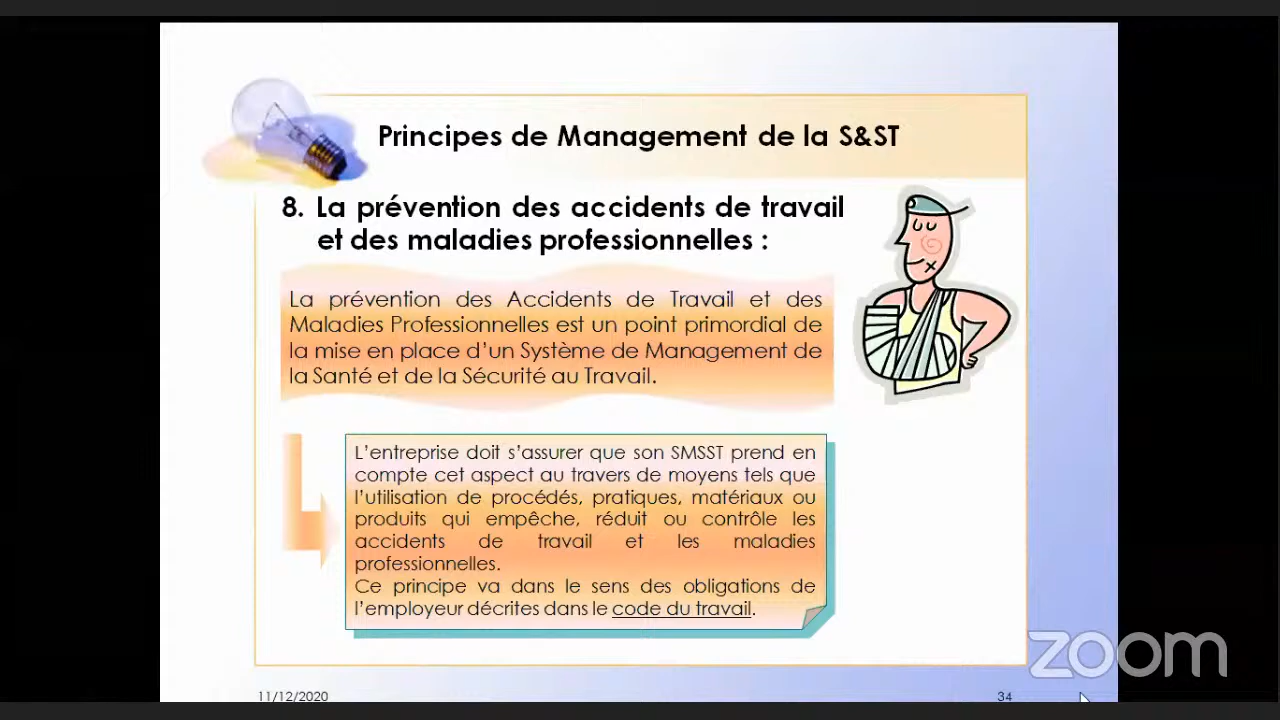 Principes de Management de la S&ST
8. La prévention des accidents de travail
et des maladies professionnelles :
La prévention des Accidents de Travail et des
Maladies Professionnelles est un point primordial de
la mise en place d'un Système de Management de
la Santé et de la Sécurité au Travail.
L'entreprise doit s'assurer que son SMSST prend en
compte cet aspect au travers de moyens tels que
l'utilisation de procédés, pratiques, matériaux ou
produits qui empêche, réduit ou contrôle les
accidents de travail et les maladies
professionnelles.
Ce principe va dans le sens des obligations de
l'employeur décrites dans le code du travail.
zoom
11/12/2020
34